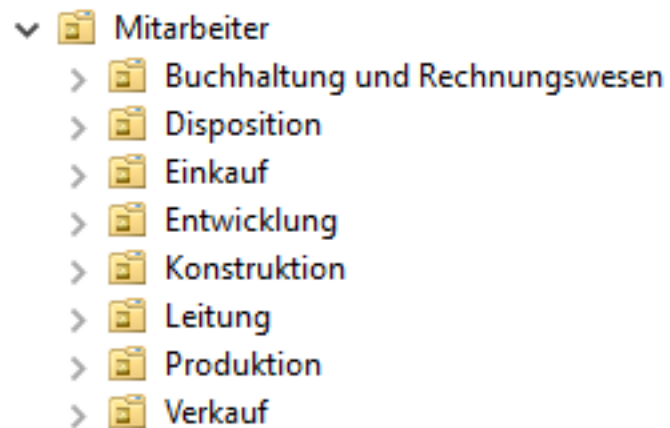 Mitarbeiter
Buchhaltung und Rechnungswesen
Disposition
Einkauf
Entwicklung
Konstruktion
Leitung
Produktion
Verkauf